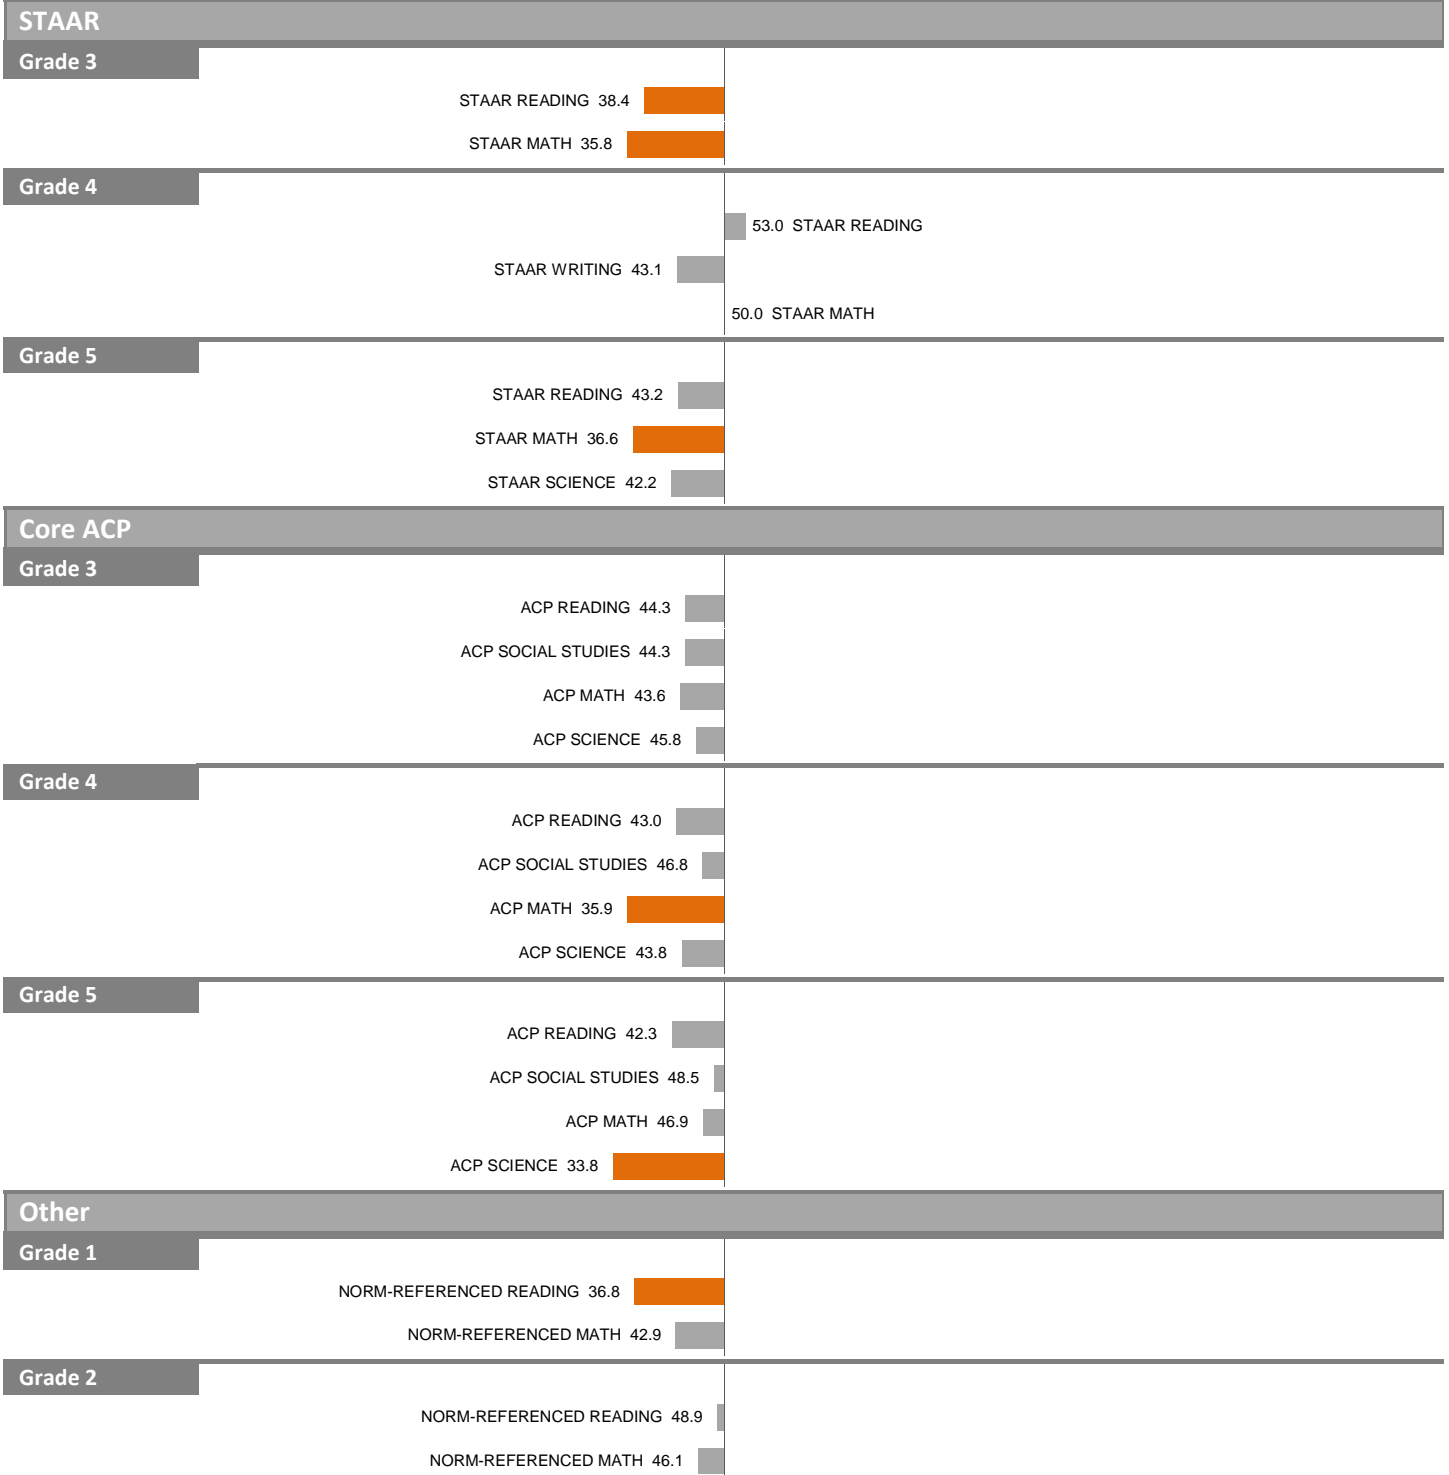 STAAR
Grade 3
STAAR READING 38.4
STAAR MATH 35.8
Grade 4
53.0 STAAR READING
STAAR WRITING 43.1
50.0 STAAR MATH
Grade 5
STAAR READING 43.2
STAAR MATH 36.6
STAAR SCIENCE 42.2
Core ACP
Grade 3
ACP READING 44.3
ACP SOCIAL STUDIES 44.3
ACP MATH 43.6
ACP SCIENCE 45.8
Grade 4
ACP READING 43.0
ACP SOCIAL STUDIES 46.8
ACP MATH 35.9
ACP SCIENCE 43.8
Grade 5
ACP READING 42.3
ACP SOCIAL STUDIES 48.5
ACP MATH 46.9
ACP SCIENCE 33.8
Other
Grade 1
NORM-REFERENCED READING 36.8
NORM-REFERENCED MATH 42.9
Grade 2
NORM-REFERENCED READING 48.9
NORM-REFERENCED MATH 46.1